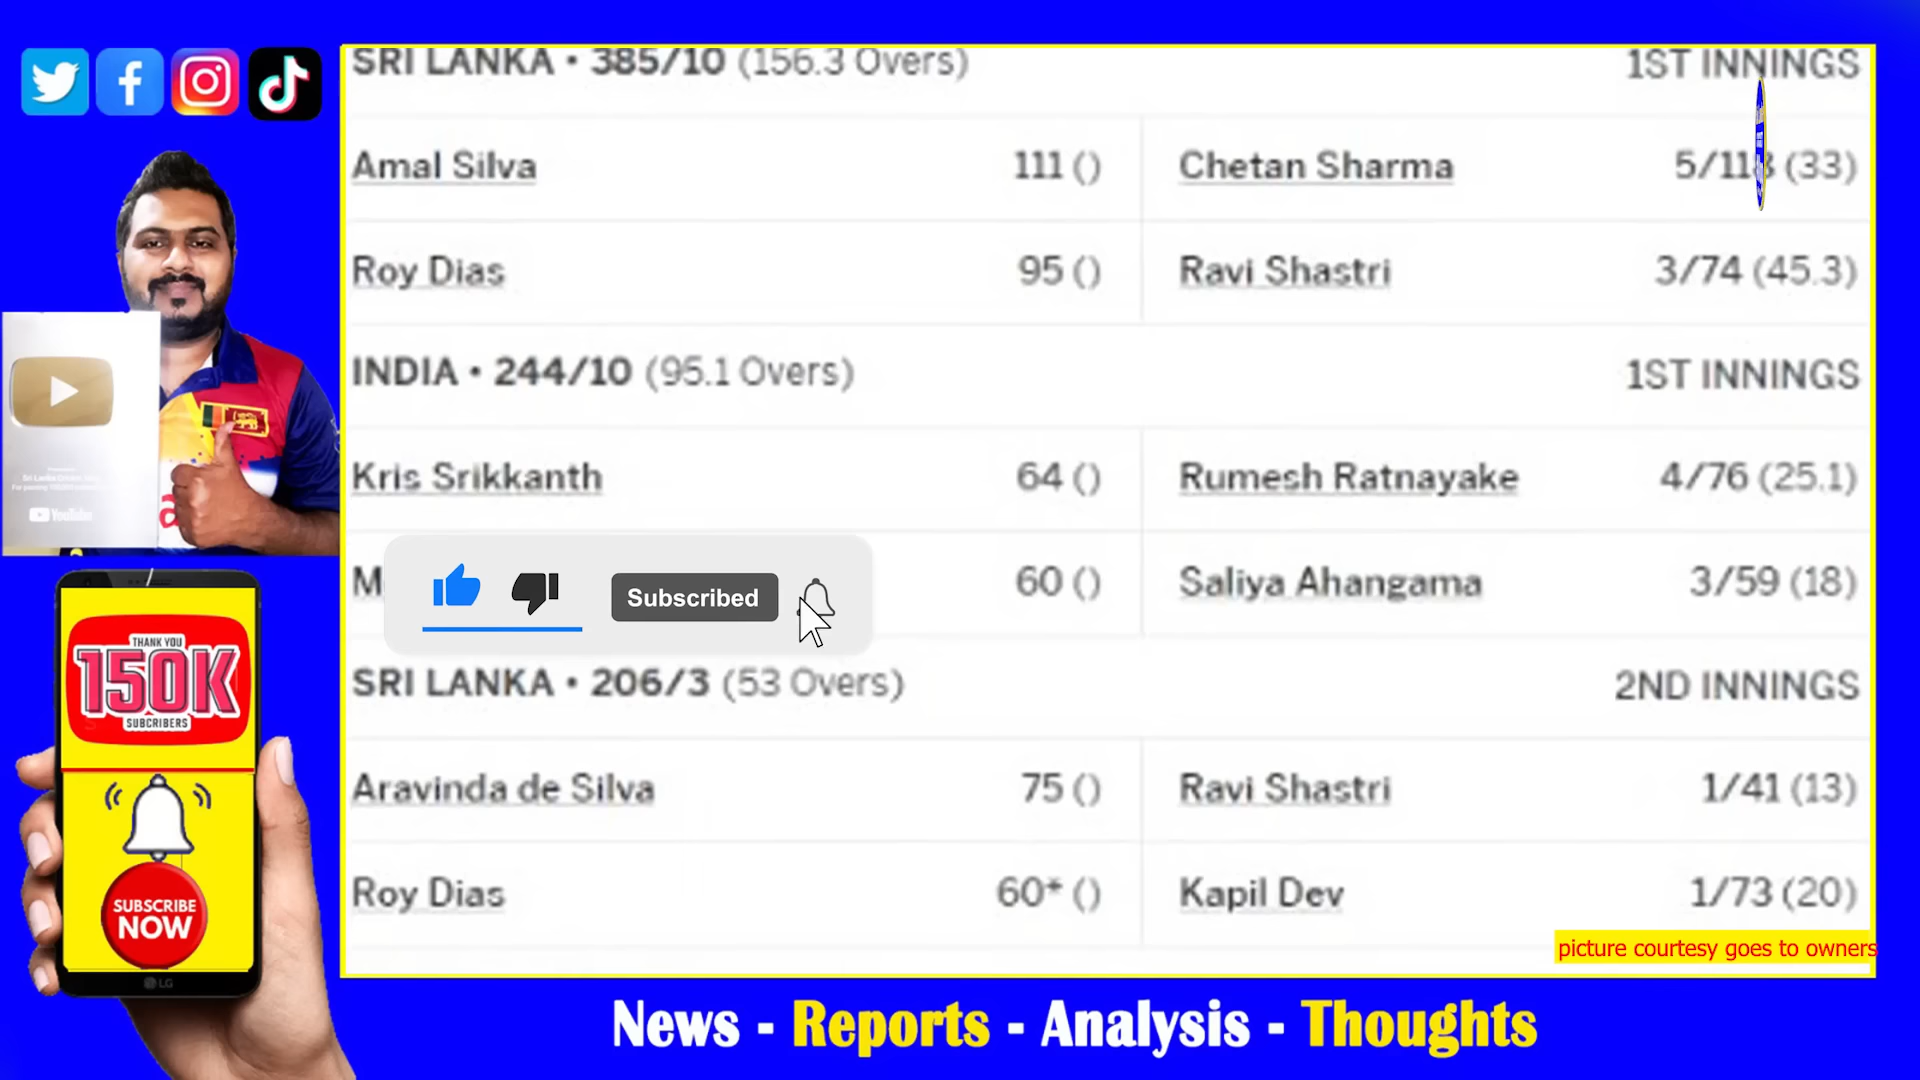 SRI LANKA • 385/10 (156.3 Overs) 1ST INNINGS
Amal Silva 111 () Chetan Sharma 5/118 (33)
Roy Dias 95 () Ravi Shastri 3/74 (45.3)
INDIA • 244/10 (95.1 Overs) 1ST INNINGS
Kris Srikkanth 64 () Rumesh Ratnayake 4/76 (25.1)
60 () Saliya Ahangama 3/59 (18)
Subscribed
SRI LANKA • 206/3 (53 Overs) 2ND INNINGS
Aravinda de Silva 75 () Ravi Shastri 1/41 (13)
Roy Dias 60* () Kapil Dev 1/73 (20)
picture courtesy goes to owners
News - Reports - Analysis - Thoughts
YouTube
THANK YOU
150K
SUBCRIBERS
SUBSCRIBE
NOW
LG